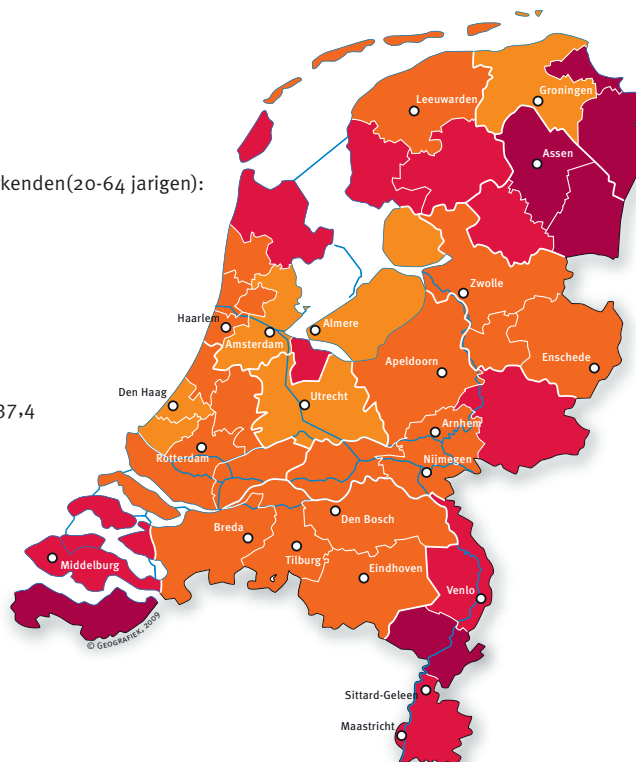 Leeuwarden
Groningen
Assen
kenden(20-64 jarigen):
Zwolle
Haarlem
Almere
Amsterdam
Apeldoorn
Enschede
Den Haag
Utrecht
37,4
Arnhem
Rotterdam
Nijmegen
Den Bosch
Breda
Tilburg
Eindhoven
Middelburg
Venlo
© Geografiek, 2009
Sittard-Geleen
Maastricht